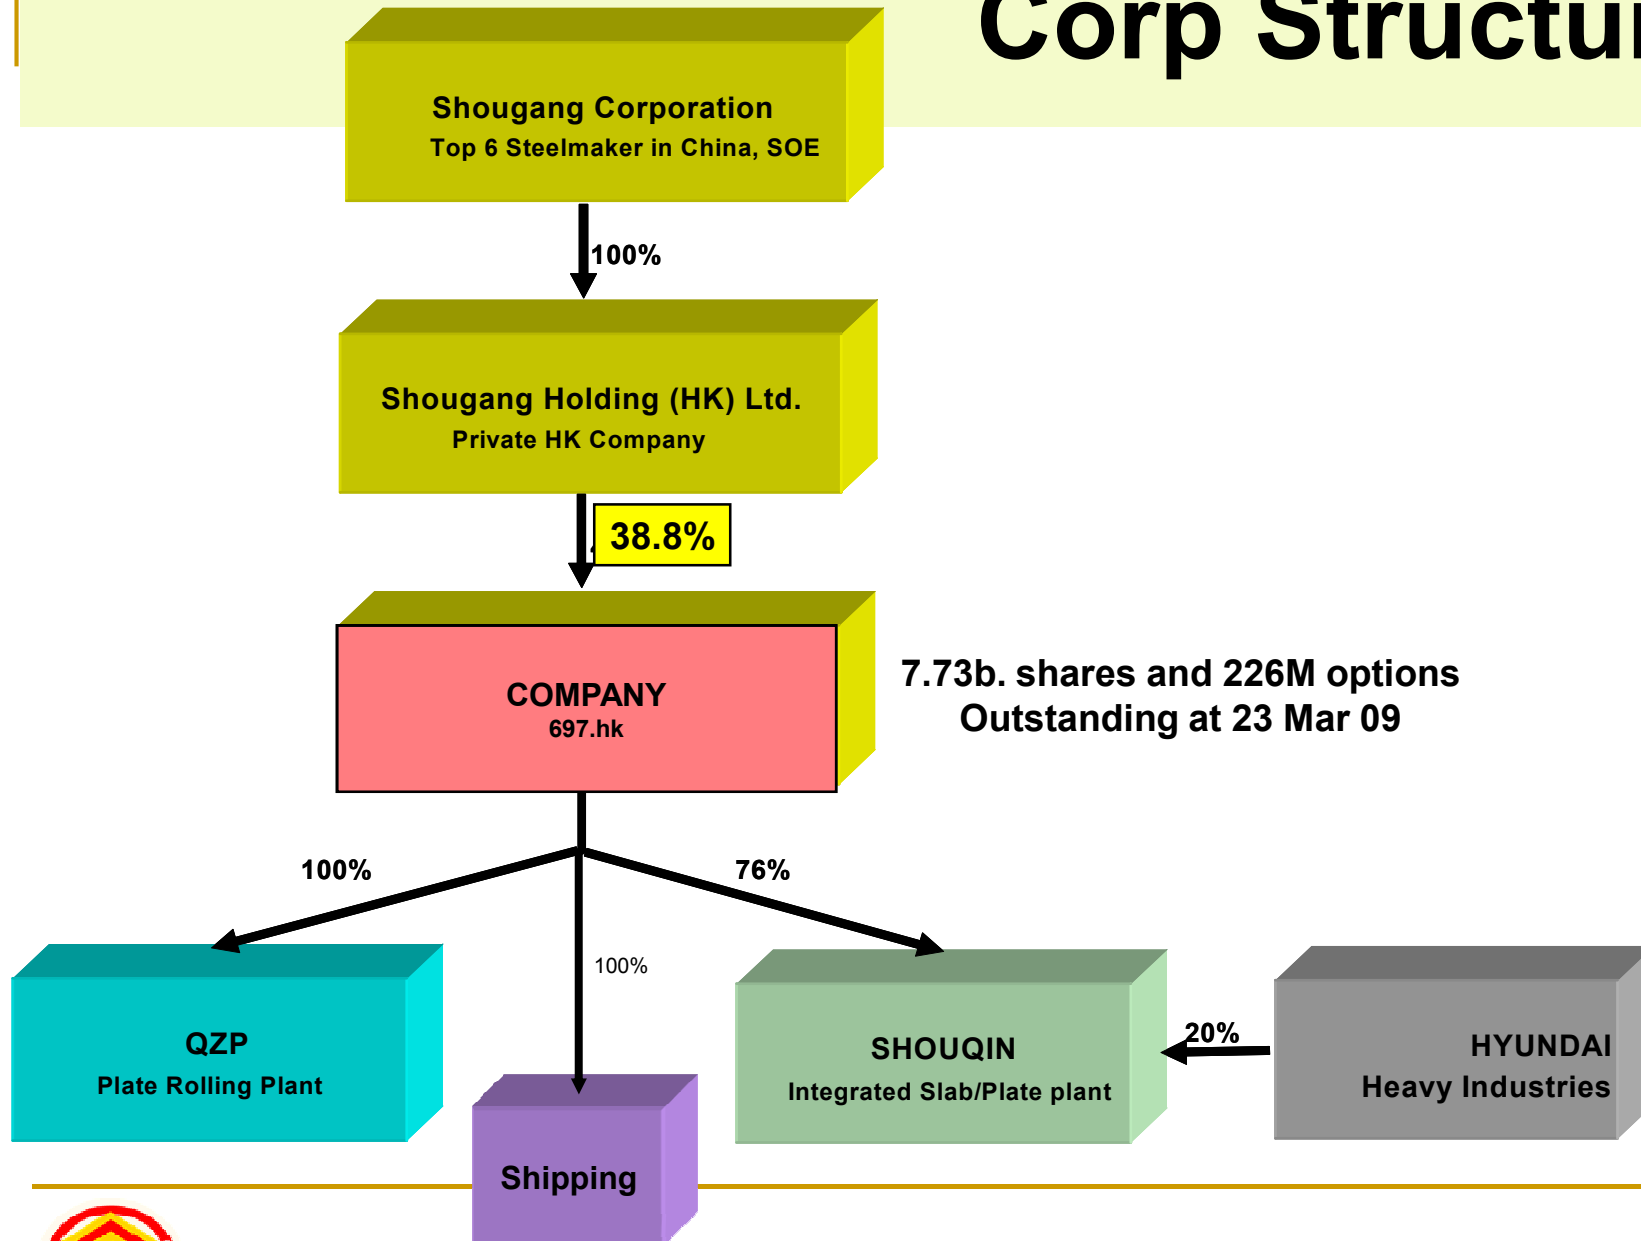 Corp Structu
Shougang Corporation
Top 6 Steelmaker in China, SOE
100%
Shougang Holding (HK) Ltd.
Private HK Company
38.8%
COMPANY
697.hk
7.73b. shares and 226M options
Outstanding at 23 Mar 09
100%
76%
100%
QZP
Plate Rolling Plant
SHOUQIN
Integrated Slab/Plate plant
20%
HYUNDAI
Heavy Industries
Shipping